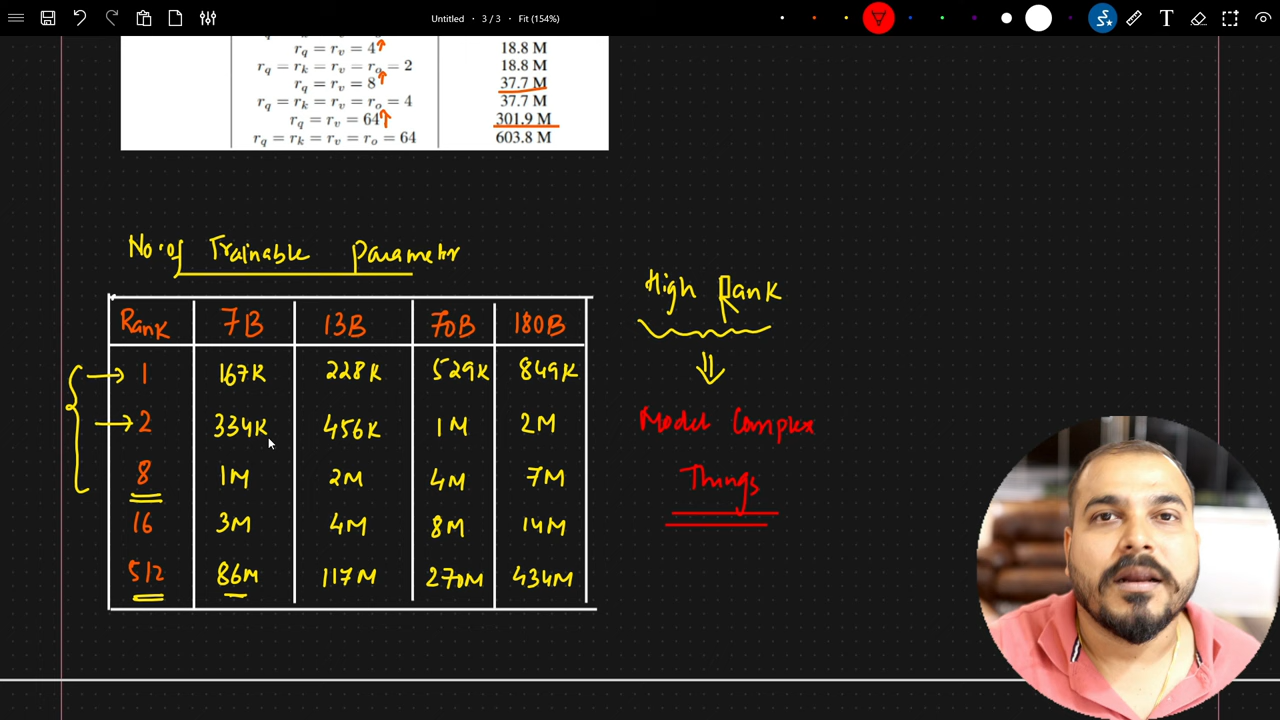 Untitled • 3 / 3 • Fit (154%)
T
r_q = r_v = 4 18.8 M
r_q = r_k = r_v = r_o = 2 18.8 M
r_q = r_v = 8 37.7 M
r_q = r_k = r_v = r_o = 4 37.7 M
r_q = r_v = 64 301.9 M
r_q = r_k = r_v = r_o = 64 603.8 M
No. of Trainable Parameter
Rank 7B 13B 70B 180B
1 167K 228K 529K 849K
2 334K 456K 1M 2M
8 1M 2M 4M 7M
16 3M 4M 8M 14M
512 86M 117M 270M 434M
High Rank
Model Complex
Things